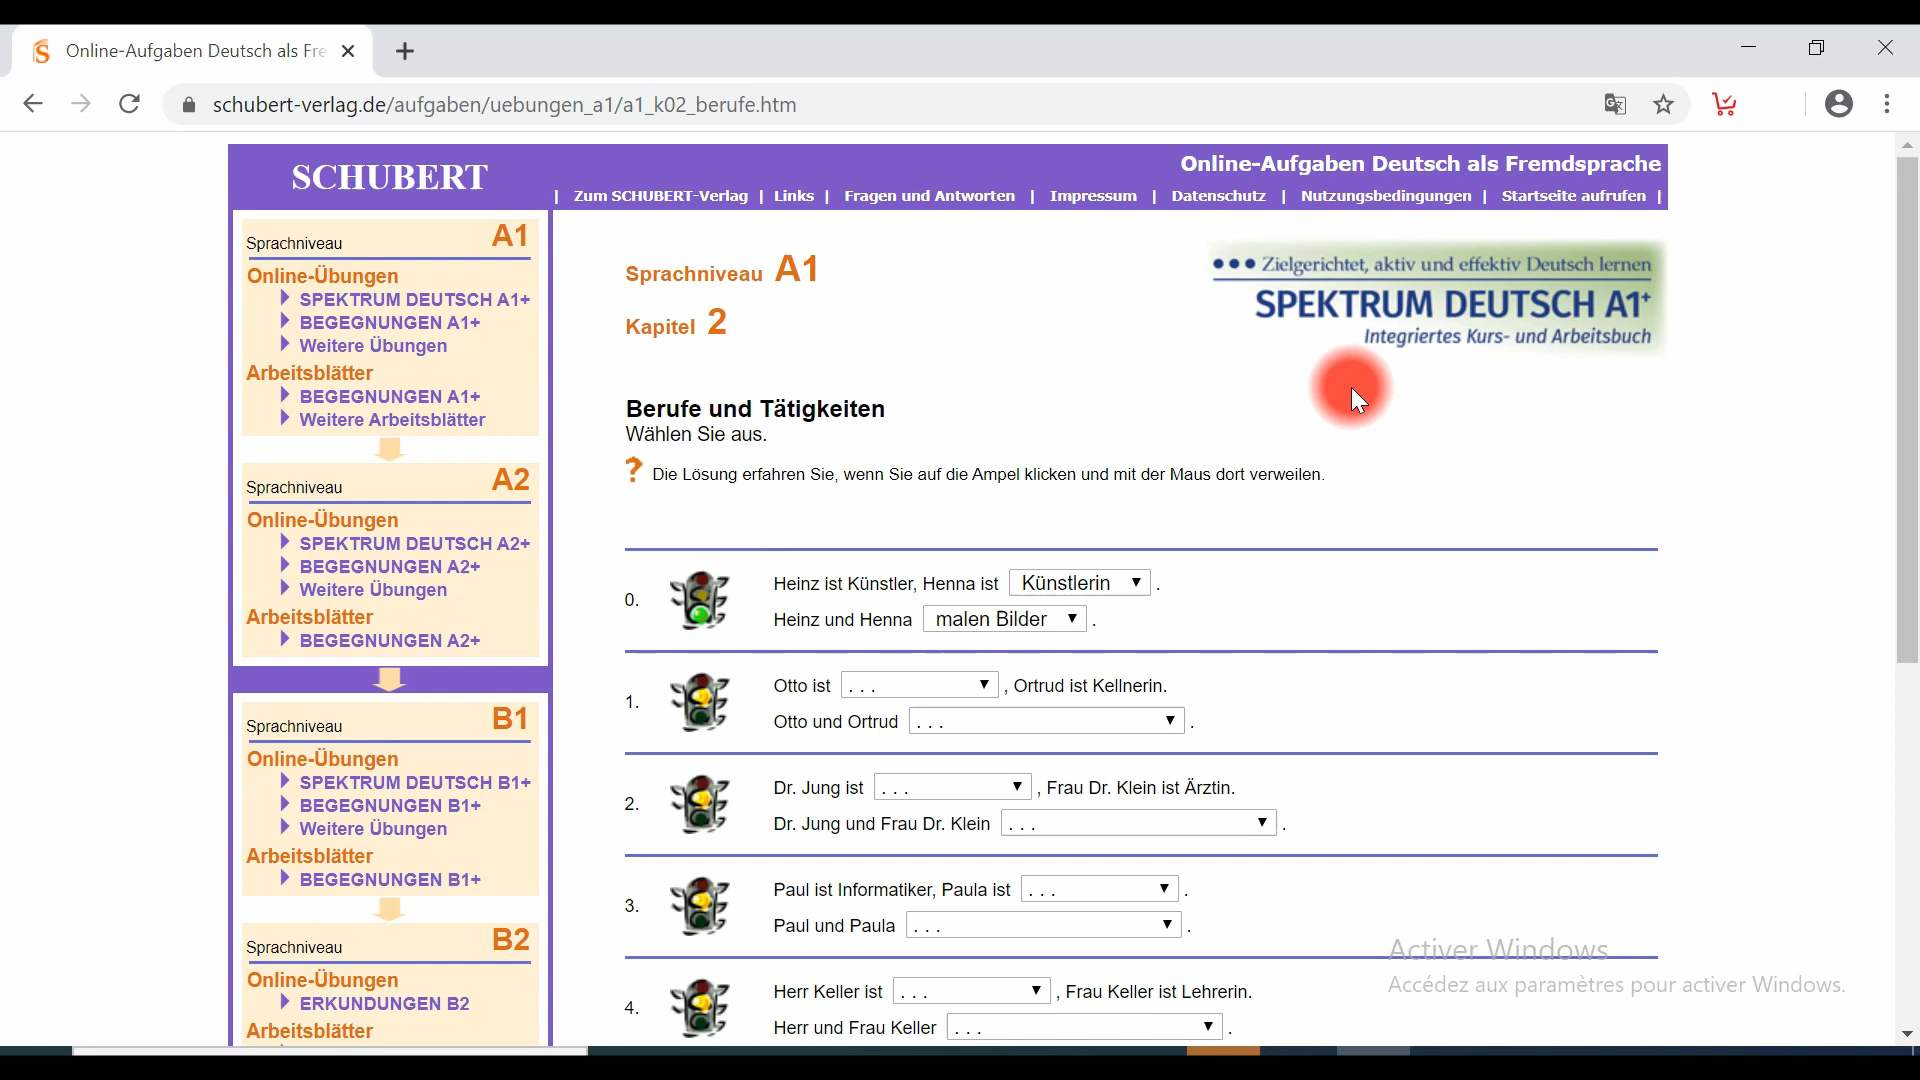 Online-Aufgaben Deutsch als Fre
schubert-verlag.de/aufgaben/uebungen_a1/a1_k02_berufe.htm
SCHUBERT
Online-Aufgaben Deutsch als Fremdsprache
| Zum SCHUBERT-Verlag | Links | Fragen und Antworten | Impressum | Datenschutz | Nutzungsbedingungen | Startseite aufrufen |
Sprachniveau A1
Online-Übungen
SPEKTRUM DEUTSCH A1+
BEGEGNUNGEN A1+
Weitere Übungen
Arbeitsblätter
BEGEGNUNGEN A1+
Weitere Arbeitsblätter
Sprachniveau A2
Online-Übungen
SPEKTRUM DEUTSCH A2+
BEGEGNUNGEN A2+
Weitere Übungen
Arbeitsblätter
BEGEGNUNGEN A2+
Sprachniveau B1
Online-Übungen
SPEKTRUM DEUTSCH B1+
BEGEGNUNGEN B1+
Weitere Übungen
Arbeitsblätter
BEGEGNUNGEN B1+
Sprachniveau B2
Online-Übungen
ERKUNDUNGEN B2
Arbeitsblätter
Sprachniveau A1
Kapitel 2
Zielgerichtet, aktiv und effektiv Deutsch lernen
SPEKTRUM DEUTSCH A1+
Integriertes Kurs- und Arbeitsbuch
Berufe und Tätigkeiten
Wählen Sie aus.
? Die Lösung erfahren Sie, wenn Sie auf die Ampel klicken und mit der Maus dort verweilen.
0.
Heinz ist Künstler, Henna ist Künstlerin .
Heinz und Henna malen Bilder .
1.
Otto ist . . . , Ortrud ist Kellnerin.
Otto und Ortrud . . . .
2.
Dr. Jung ist . . . , Frau Dr. Klein ist Ärztin.
Dr. Jung und Frau Dr. Klein . . . .
3.
Paul ist Informatiker, Paula ist . . . .
Paul und Paula . . . .
4.
Herr Keller ist . . . , Frau Keller ist Lehrerin.
Herr und Frau Keller . . . .
Activer Windows
Accédez aux paramètres pour activer Windows.